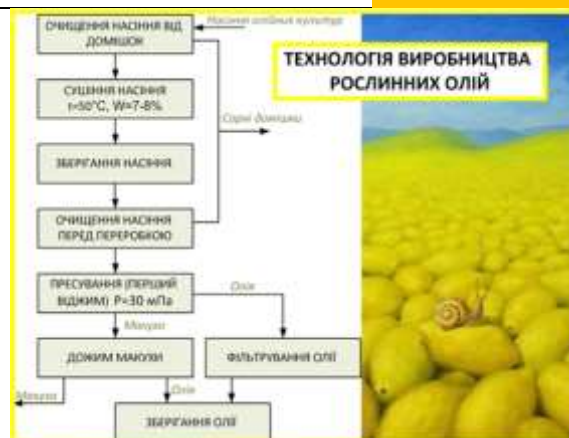 ОЧИЩЕННЯ НАСІННЯ ВІД
ДОМІШОК
Насіння олійних культур
ТЕХНОЛОГІЯ ВИРОБНИЦТВА
РОСЛИННИХ ОЛІЙ
СУШІННЯ НАСІННЯ
t=50°С, W=7-8%
Сорні домішки
ЗБЕРІГАННЯ НАСІННЯ
ОЧИЩЕННЯ НАСІННЯ
ПЕРЕД ПЕРЕРОБКОЮ
ПРЕСУВАННЯ (ПЕРШИЙ
ВІДЖИМ) Р=30 мПа
Олія
Макуха
ДОЖИМ МАКУХИ
ФІЛЬТРУВАННЯ ОЛІЇ
Макуха
Олія
ЗБЕРІГАННЯ ОЛІЇ